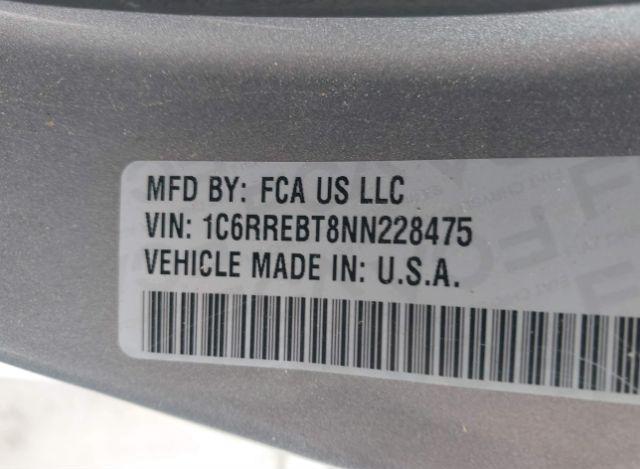 MFD BY: FCA US LLC
VIN: 1C6RREBT8NN228475
VEHICLE MADE IN: U.S.A.